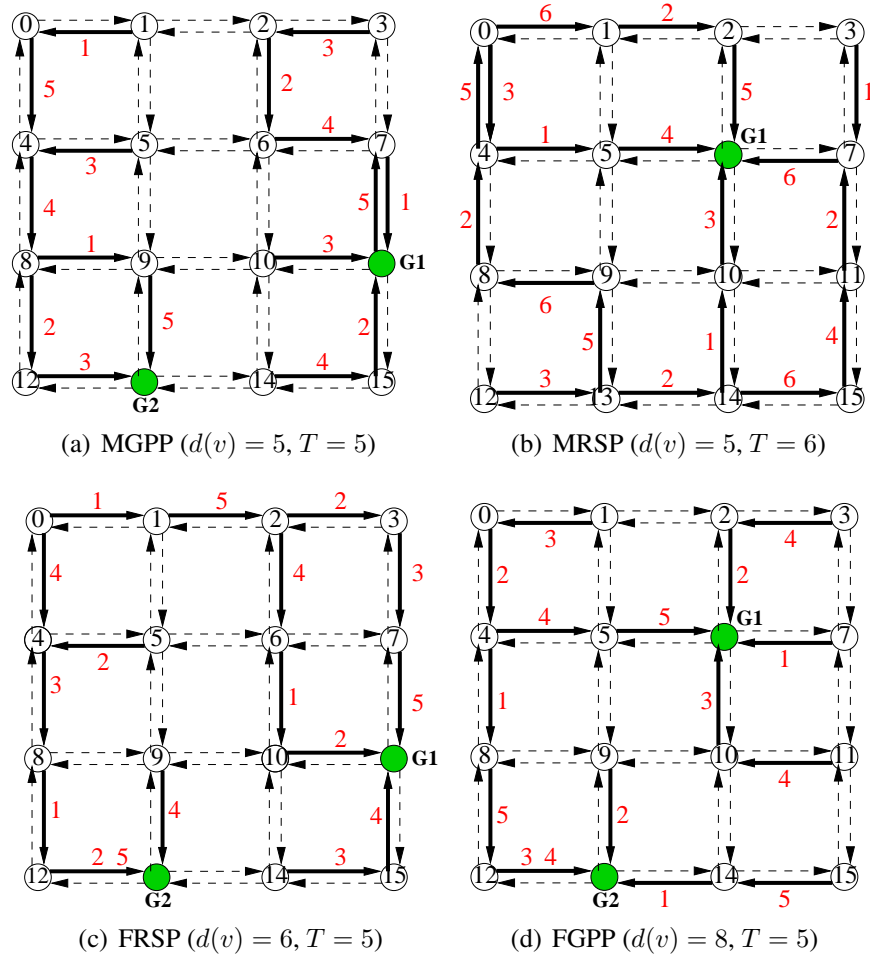 0 1 2 3
1 3
5 2
4 5 6 7
3 4
4 5 1
8 9 10 G1
1 3
2 5 2
12 3 14 4 15
G2
(a) MGPP (d(v) = 5, T = 5)
6 2
0 1 2 3
5 3 5 1
G1
4 1 5 4 7
6
2 3 2
8 9 10 11
6
5 1 4
12 3 13 2 14 6 15
(b) MRSP (d(v) = 5, T = 6)
1 5 2
0 1 2 3
4 4 3
4 5 6 7
2
3 1 5
8 9 10 2 G1
1 4 4
12 2 5 14 3 15
G2
(c) FRSP (d(v) = 6, T = 5)
0 1 2 3
3 4
2 2
G1
4 4 5 5 7
1
1 3
8 9 10 11
4
5 2
3 4
12 14 15
G2 1 5
(d) FGPP (d(v) = 8, T = 5)